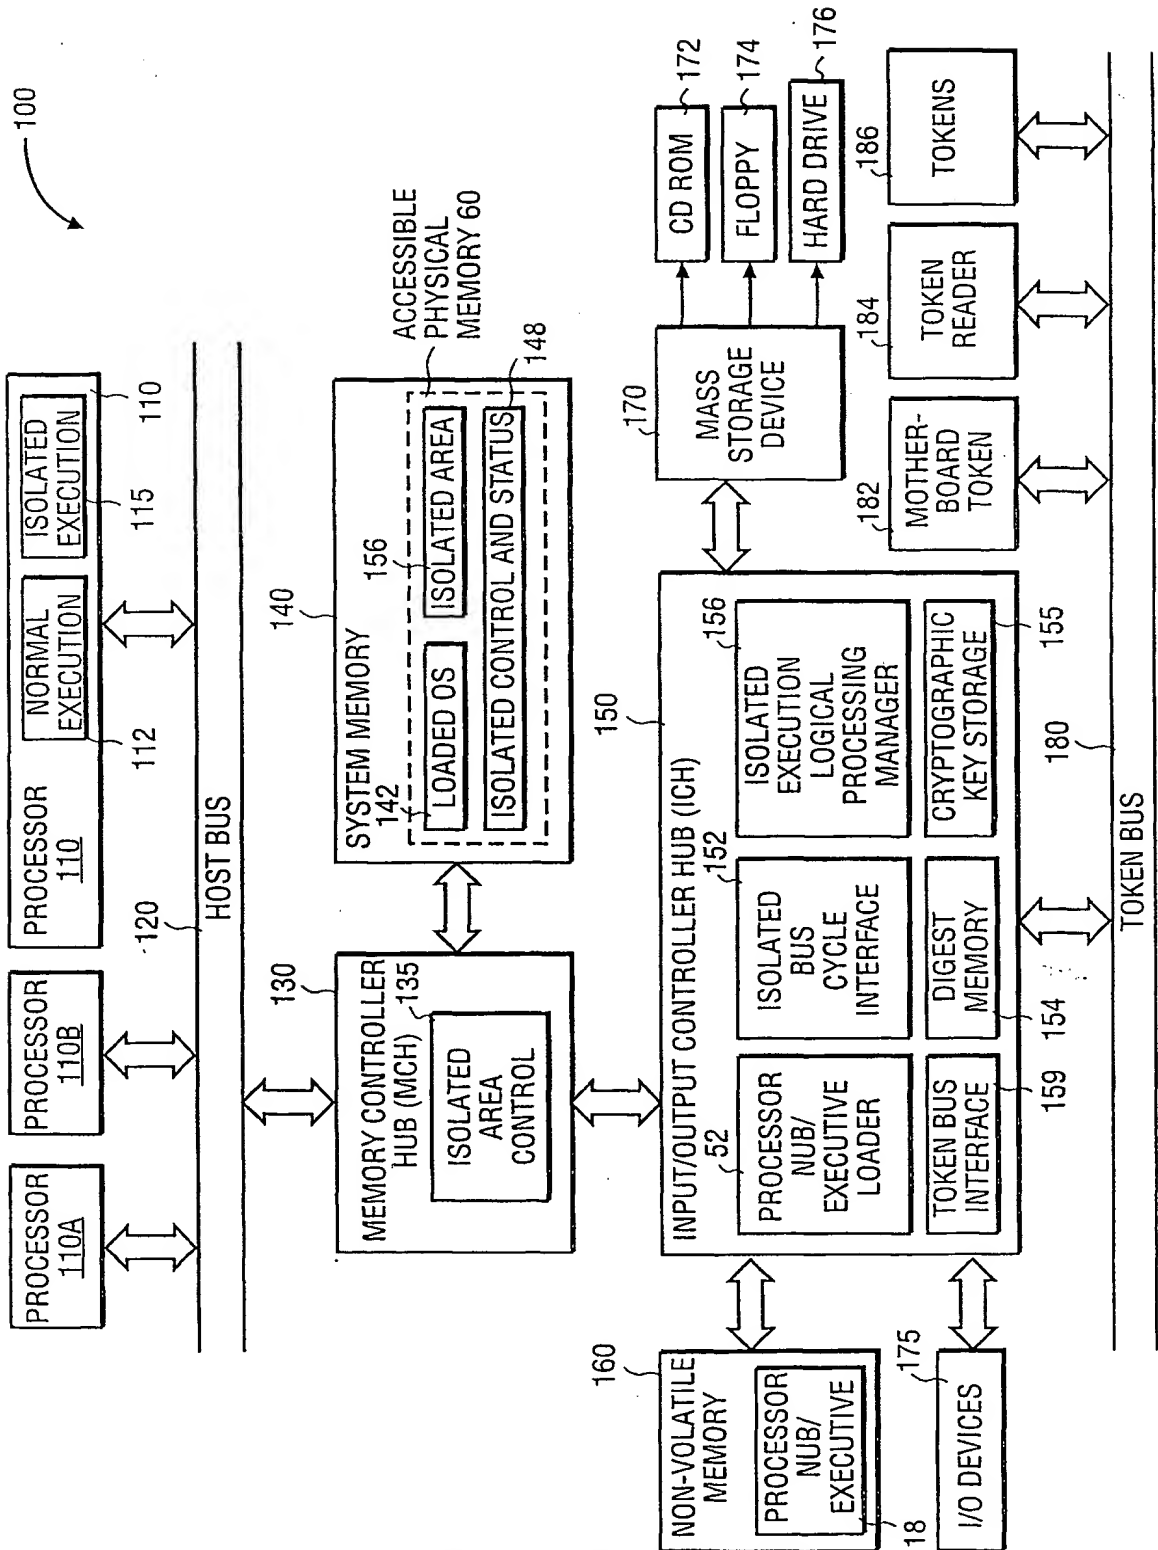 100
PROCESSOR
110A
PROCESSOR
110B
PROCESSOR
110
NORMAL
EXECUTION
112
ISOLATED
EXECUTION
115
110
120
HOST BUS
130
MEMORY CONTROLLER
HUB (MCH)
135
ISOLATED
AREA
CONTROL
140
SYSTEM MEMORY
142
LOADED OS
156
ISOLATED AREA
ISOLATED CONTROL AND STATUS
148
ACCESSIBLE
PHYSICAL
MEMORY 60
150
INPUT/OUTPUT CONTROLLER HUB (ICH)
52
PROCESSOR
NUB/
EXECUTIVE
LOADER
152
ISOLATED
BUS
CYCLE
INTERFACE
156
ISOLATED
EXECUTION
LOGICAL
PROCESSING
MANAGER
TOKEN BUS
INTERFACE
159
DIGEST
MEMORY
154
CRYPTOGRAPHIC
KEY STORAGE
155
160
NON-VOLATILE
MEMORY
PROCESSOR
NUB/
EXECUTIVE
18
175
I/O DEVICES
170
MASS
STORAGE
DEVICE
CD ROM
172
FLOPPY
174
HARD DRIVE
176
182
MOTHER-
BOARD
TOKEN
184
TOKEN
READER
186
TOKENS
180
TOKEN BUS